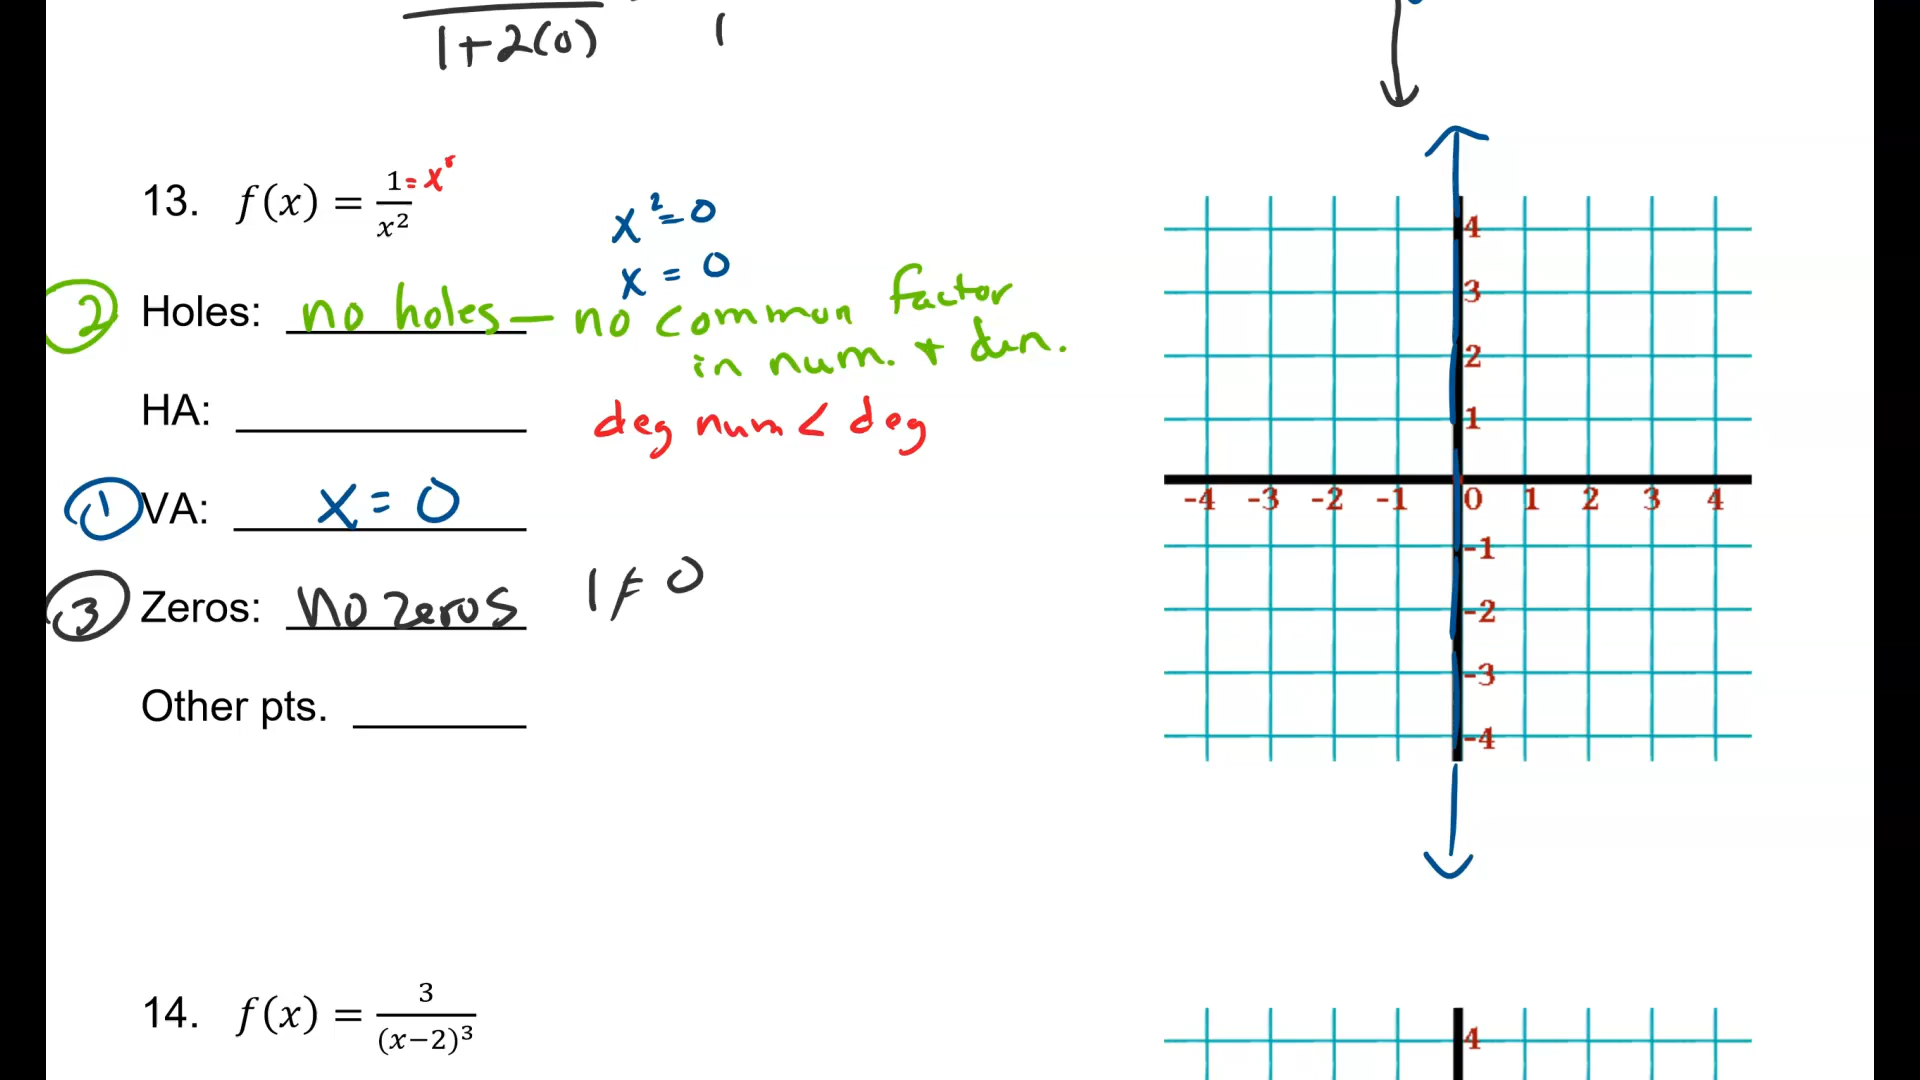 1+2(0)
1
13. f(x) = 1/x² = x⁰
x² = 0
x = 0
② Holes: no holes — no common factor
in num. + den.
HA: ____________ deg num < deg
① VA: x = 0
③ Zeros: no zeros 1 ≠ 0
Other pts. ________
4
3
2
1
-4 -3 -2 -1 0 1 2 3 4
-1
-2
-3
-4
14. f(x) = 3/(x−2)³
4